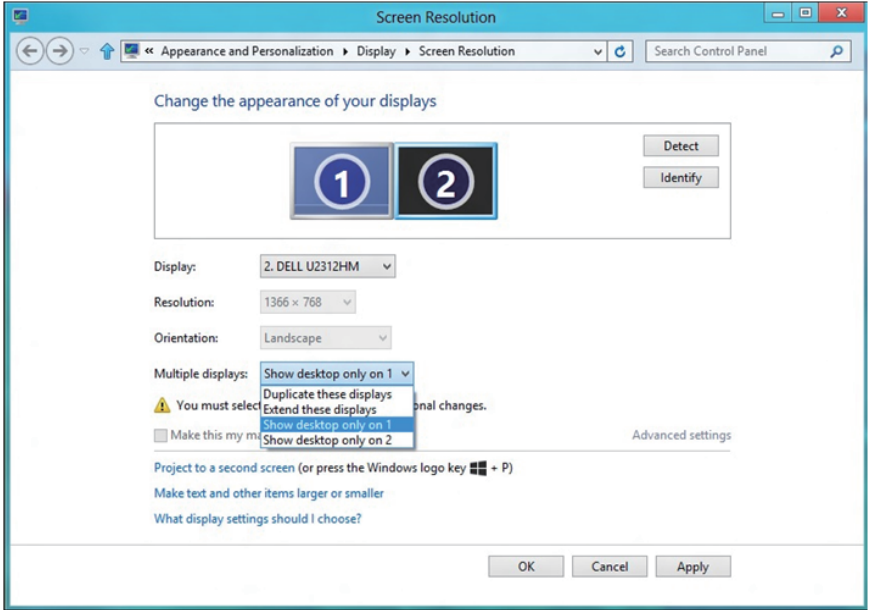 Screen Resolution
« Appearance and Personalization Display Screen Resolution
Search Control Panel
Change the appearance of your displays
1 2
Detect
Identify
Display: 2. DELL U2312HM
Resolution: 1366 × 768
Orientation: Landscape
Multiple displays: Show desktop only on 1
Duplicate these displays
You must selec onal changes.
Extend these displays
Show desktop only on 1
Make this my ma Advanced settings
Show desktop only on 2
Project to a second screen (or press the Windows logo key + P)
Make text and other items larger or smaller
What display settings should I choose?
OK Cancel Apply